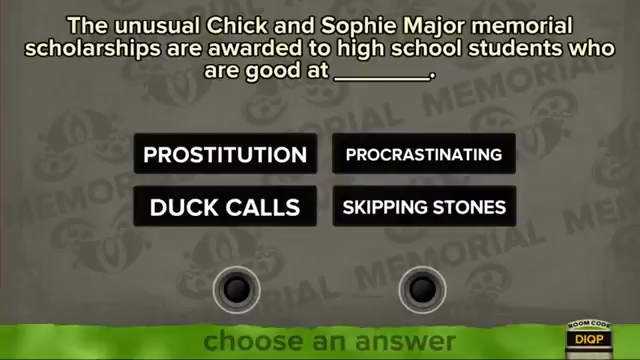 The unusual Chick and Sophie Major memorial
scholarships are awarded to high school students who
are good at ________.
PROSTITUTION
PROCRASTINATING
DUCK CALLS
SKIPPING STONES
MEMORIAL
choose an answer
ROOM CODE
DIQP